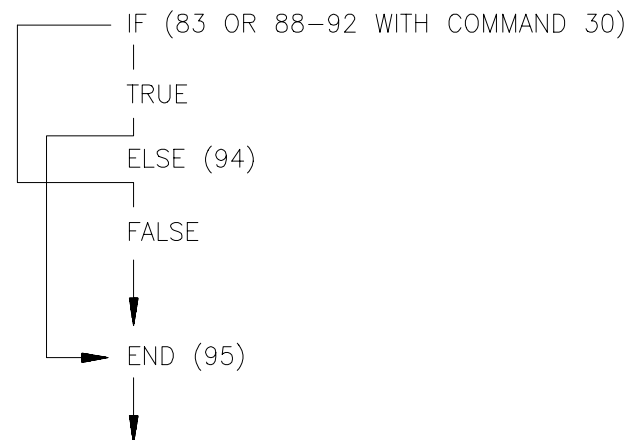 IF (83 OR 88-92 WITH COMMAND 30)
TRUE
ELSE (94)
FALSE
END (95)